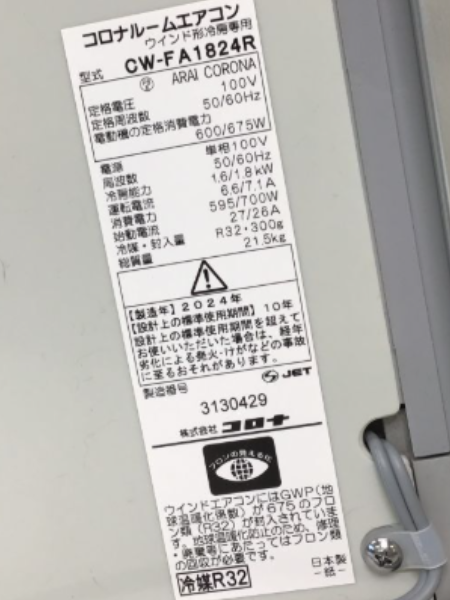 コロナルームエアコン
ウインド形冷房専用
型式 CW-FA1824R
ARAI CORONA
定格電圧 100V
定格周波数 50/60Hz
電動機の定格消費電力
600/675W
電源 単相100V
周波数 50/60Hz
冷房能力 1.6/1.8kW
運転電流 6.6/7.1A
消費電力 595/700W
始動電流 27/26A
冷媒・封入量 R32・300g
総質量 21.5kg
【製造年】2024年
【設計上の標準使用期間】10年
設計上の標準使用期間を超えて
お使いいただいた場合は、経年
劣化による発火・けがなどの事故
に至るおそれがあります。
製造番号 JET
3130429
株式会社 コロナ
フロンの見える化
ウインドエアコンにはGWP(地
球温暖化係数)が675のフロ
ン類(R32)が封入されていま
す。地球温暖化防止のため、修理
・廃棄等にあたってはフロン類
の回収が必要です。
冷媒R32 日本製
－紙－